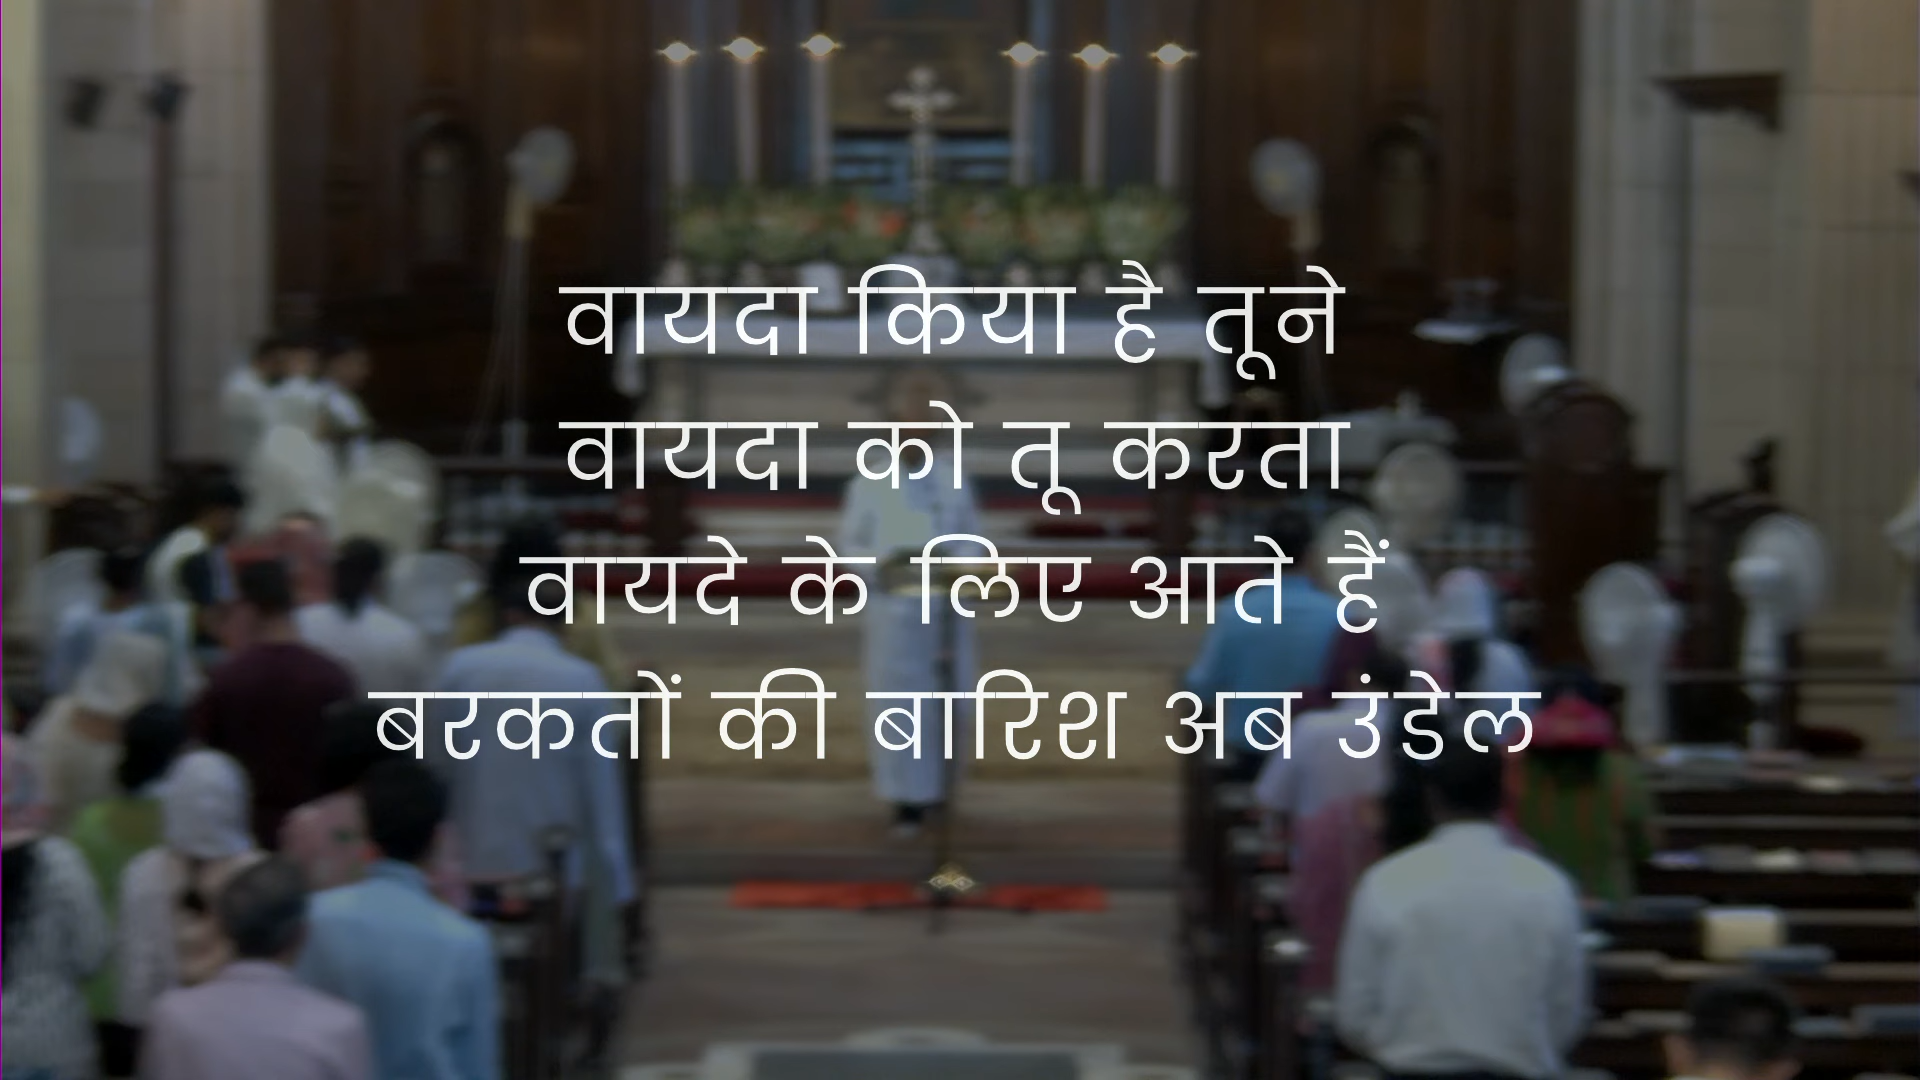 वायदा किया है तूने
वायदा को तू करता
वायदे के लिए आते हैं
बरकतों की बारिश अब उंडेल